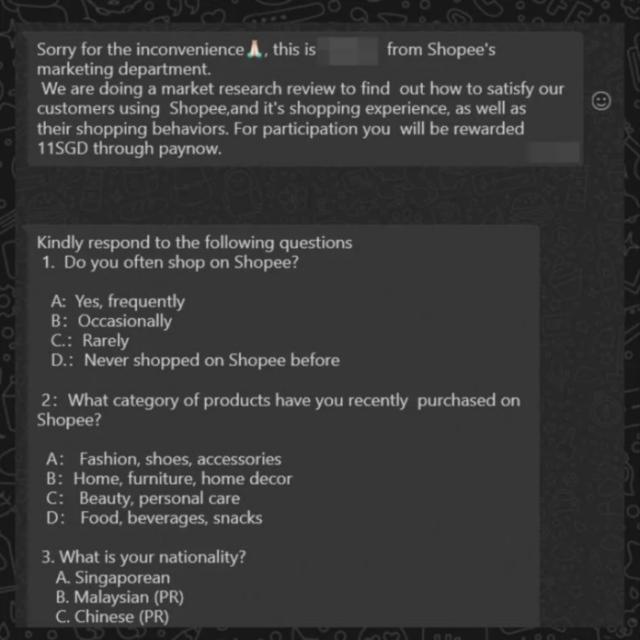 Sorry for the inconvenience🙏🏻, this is from Shopee's
marketing department.
We are doing a market research review to find out how to satisfy our
customers using Shopee,and it's shopping experience, as well as
their shopping behaviors. For participation you will be rewarded
11SGD through paynow.
Kindly respond to the following questions
1. Do you often shop on Shopee?
A: Yes, frequently
B: Occasionally
C.: Rarely
D.: Never shopped on Shopee before
2: What category of products have you recently purchased on
Shopee?
A: Fashion, shoes, accessories
B: Home, furniture, home decor
C: Beauty, personal care
D: Food, beverages, snacks
3. What is your nationality?
A. Singaporean
B. Malaysian (PR)
C. Chinese (PR)